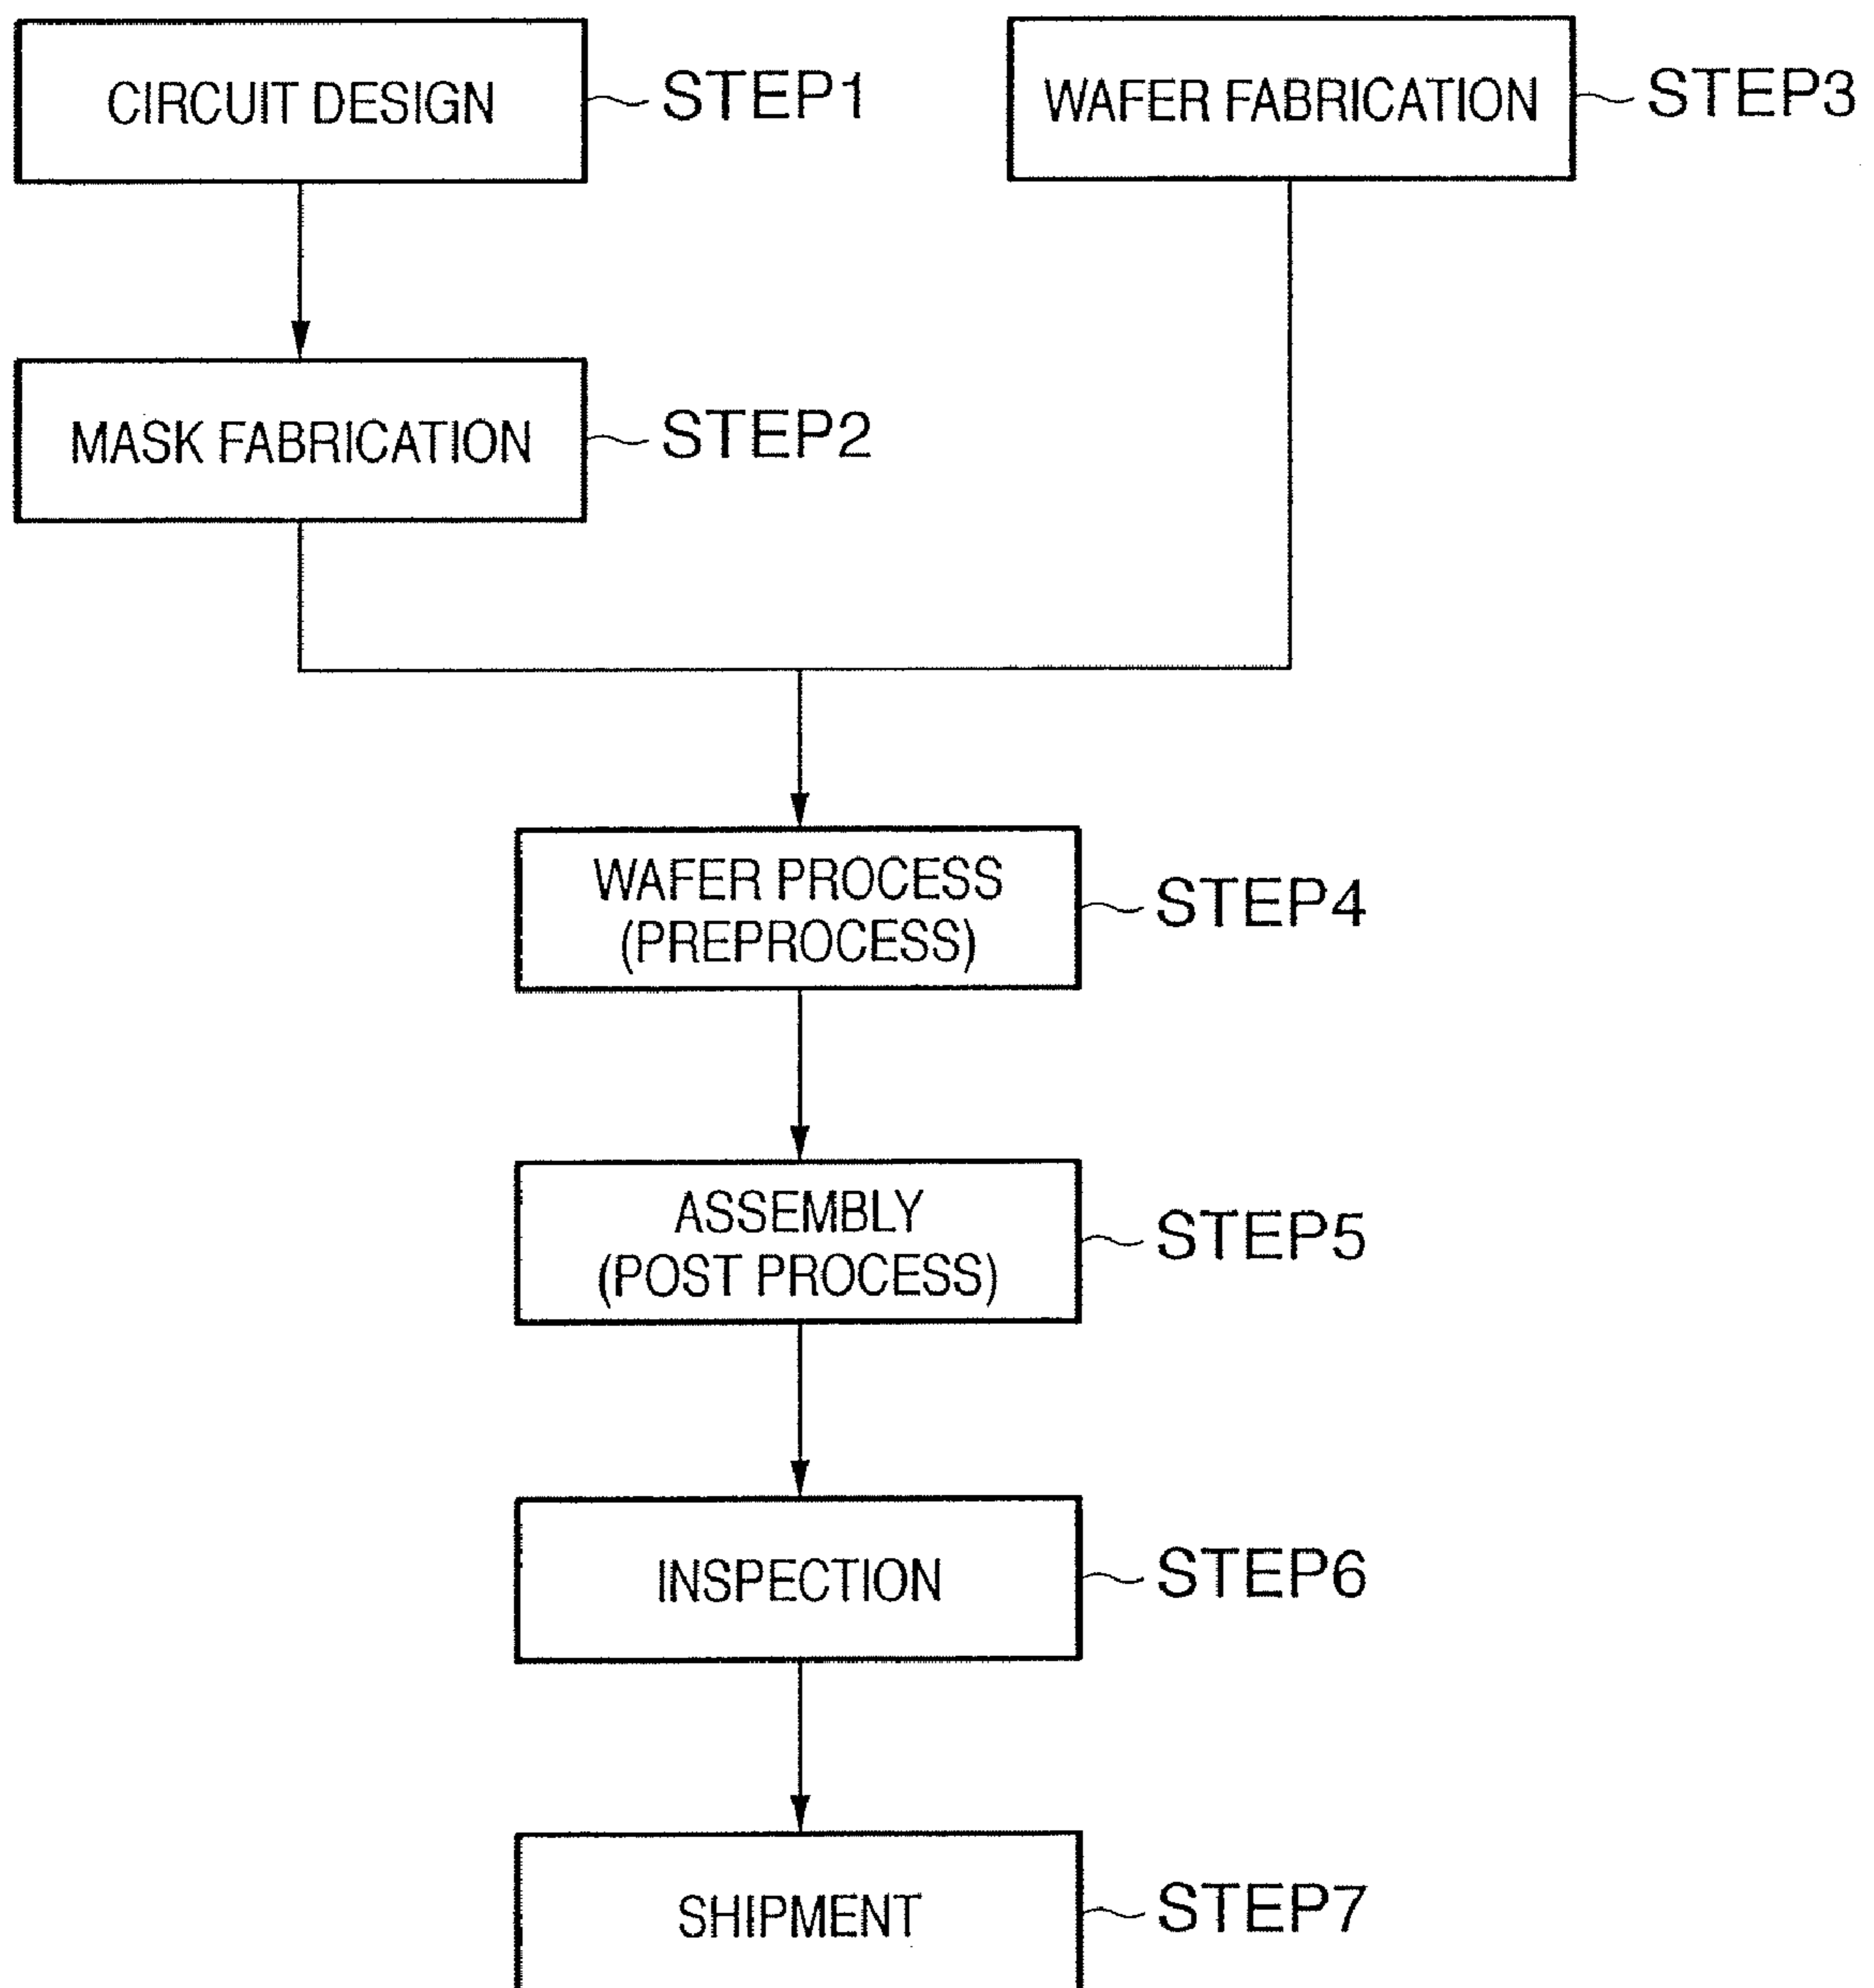 CIRCUIT DESIGN
STEP1
WAFER FABRICATION
STEP3
MASK FABRICATION
STEP2
WAFER PROCESS
(PREPROCESS)
STEP4
ASSEMBLY
(POST PROCESS)
STEP5
INSPECTION
STEP6
SHIPMENT
STEP7